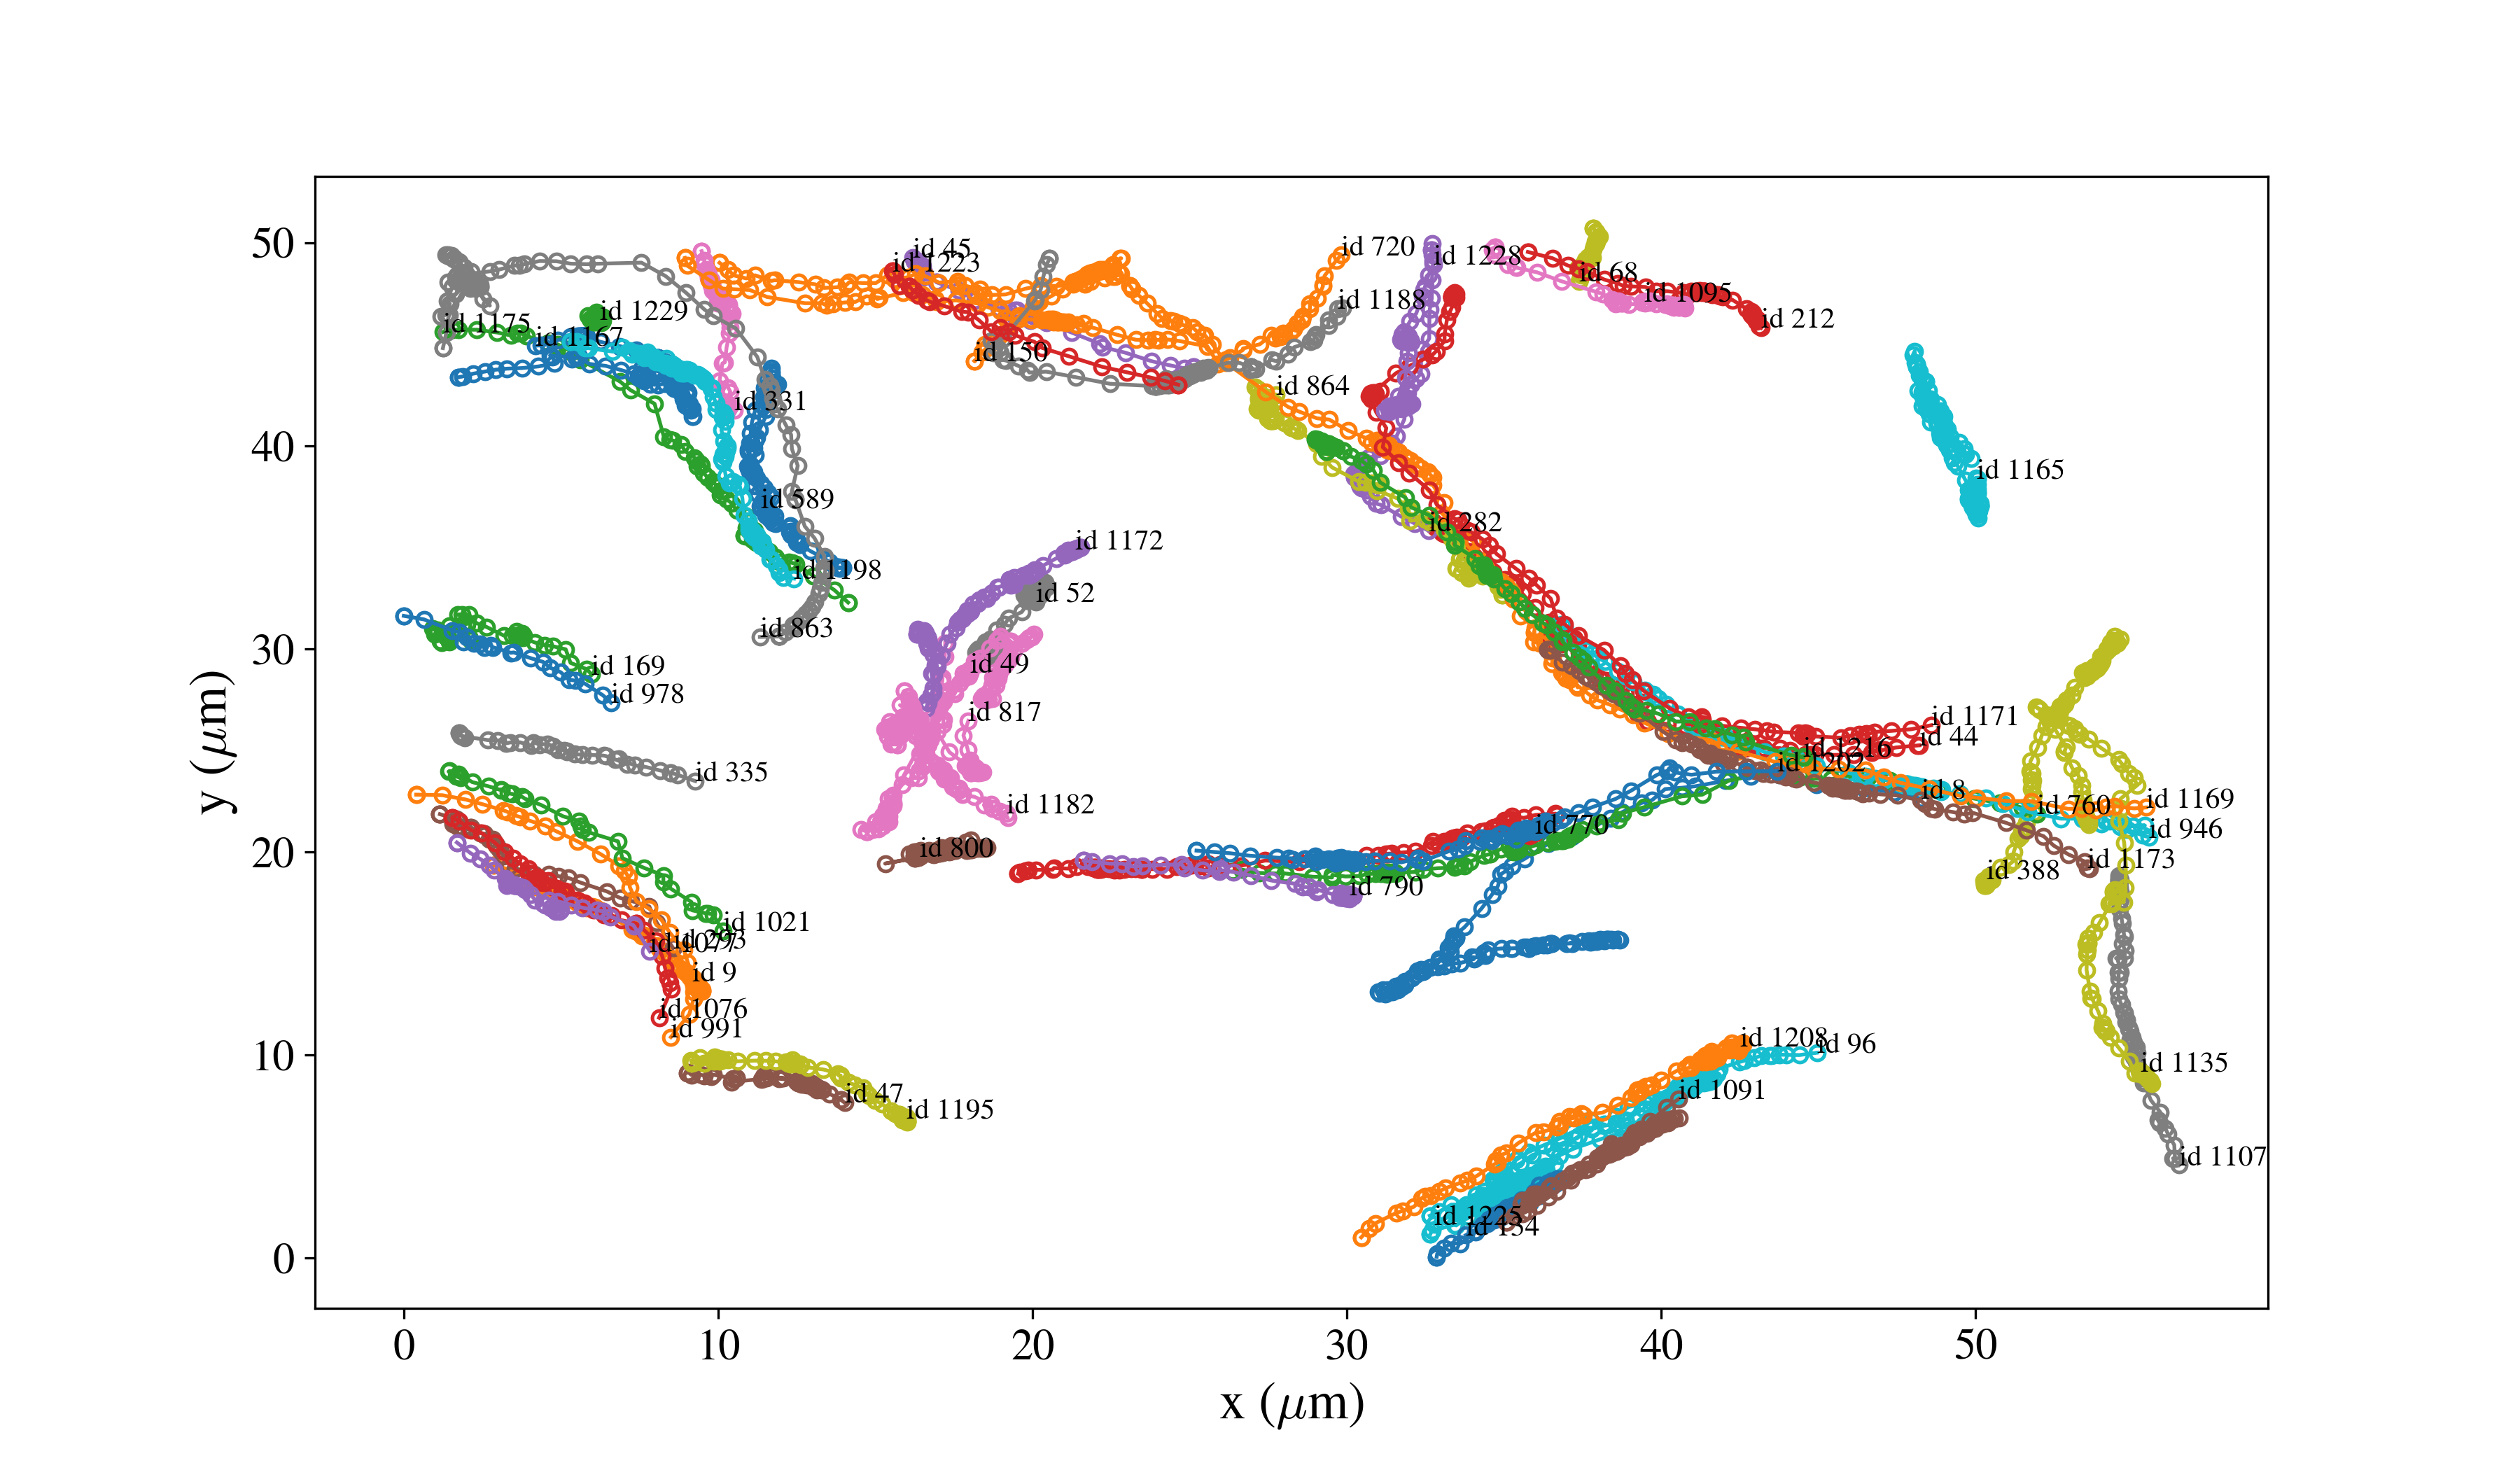 50
40
30
20
10
0
y (μm)
0
10
20
30
40
50
x (μm)
id 45
id 1223
id 720
id 1228
id 68
id 1095
id 212
id 1188
id 1229
id 1175
id 1167
id 150
id 331
id 864
id 1165
id 589
id 282
id 1172
id 1198
id 52
id 863
id 49
id 169
id 978
id 817
id 335
id 1171
id 44
id 1216
id 1202
id 8
id 760
id 1169
id 946
id 1182
id 800
id 770
id 790
id 1173
id 388
id 1021
id 293
id 1077
id 9
id 1076
id 991
id 1208
id 96
id 1135
id 1091
id 47
id 1195
id 1107
id 1225
id 134